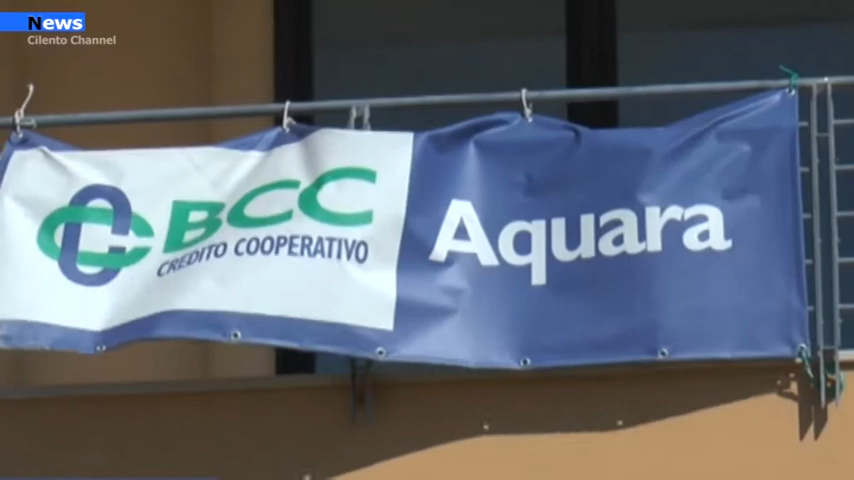 News
Cilento Channel
BCC
CREDITO COOPERATIVO
Aquara